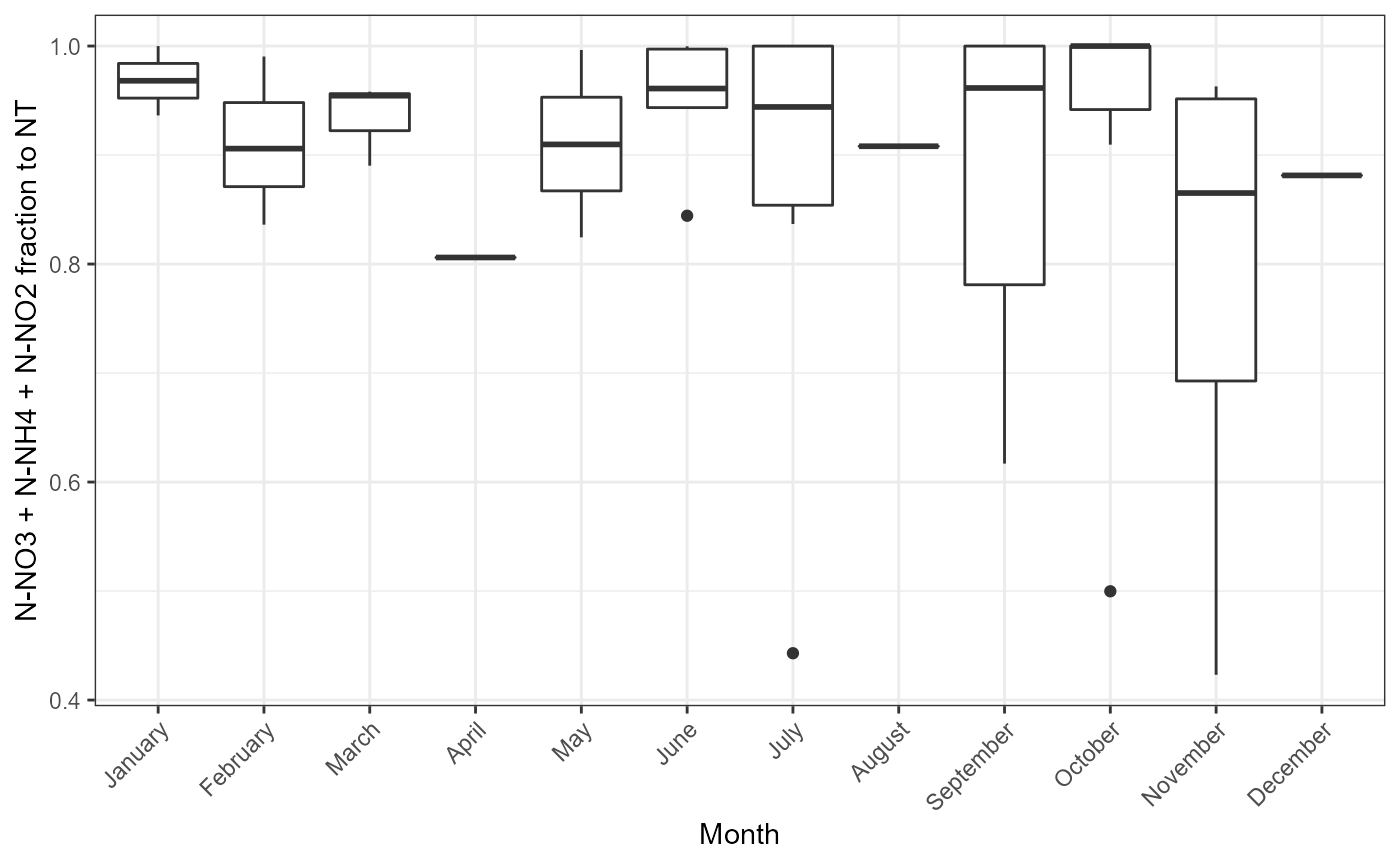 N-NO3 + N-NH4 + N-NO2 fraction to NT
1.0
0.8
0.6
0.4
January
February
March
April
May
June
July
August
September
October
November
December
Month